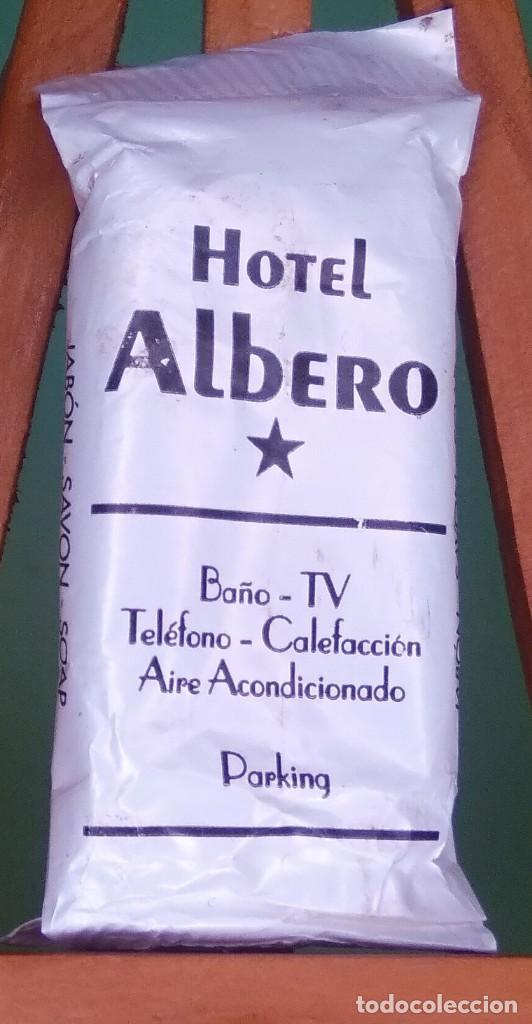 HOTEL
ALBERO
Baño - TV
Teléfono - Calefacción
Aire Acondicionado
Parking
JABÓN - SAVON - SOAP
todocoleccion